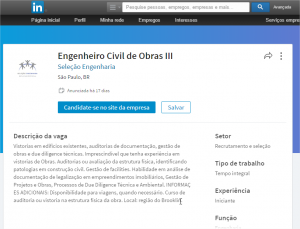 in
Pesquise pessoas, empregos, empresas e mais...
Avançada
Página inicial Perfil Minha rede Empregos Interesses Serviços empre
Engenheiro Civil de Obras III
Seleção Engenharia
São Paulo, BR
Anunciada há 21 dias
Candidate-se no site da empresa Salvar
Descrição da vaga
Vistorias em edifícios existentes, auditorias de documentação, gestão de
obras e due diligence técnicas. Imprescindível que tenha experiência em
vistorias de Obras. Auditorias ou avaliação da estrutura física, identificando
patologias em construção civil. Gestão de facilities. Habilidade em análise de
documentação de legalização em empreendimentos imobiliários, Gestão de
Projetos e Obras, Processos de Due Diligence Técnico e Ambiental. INFORMAÇ
ES ADICIONAIS: Disponibilidade para viagens, quando necessário. Curso de
auditoria ou vistoria na estrutura física da obra. Local: região do Brooklin
Setor
Recrutamento e seleção
Tipo de trabalho
Tempo integral
Experiência
Iniciante
Função